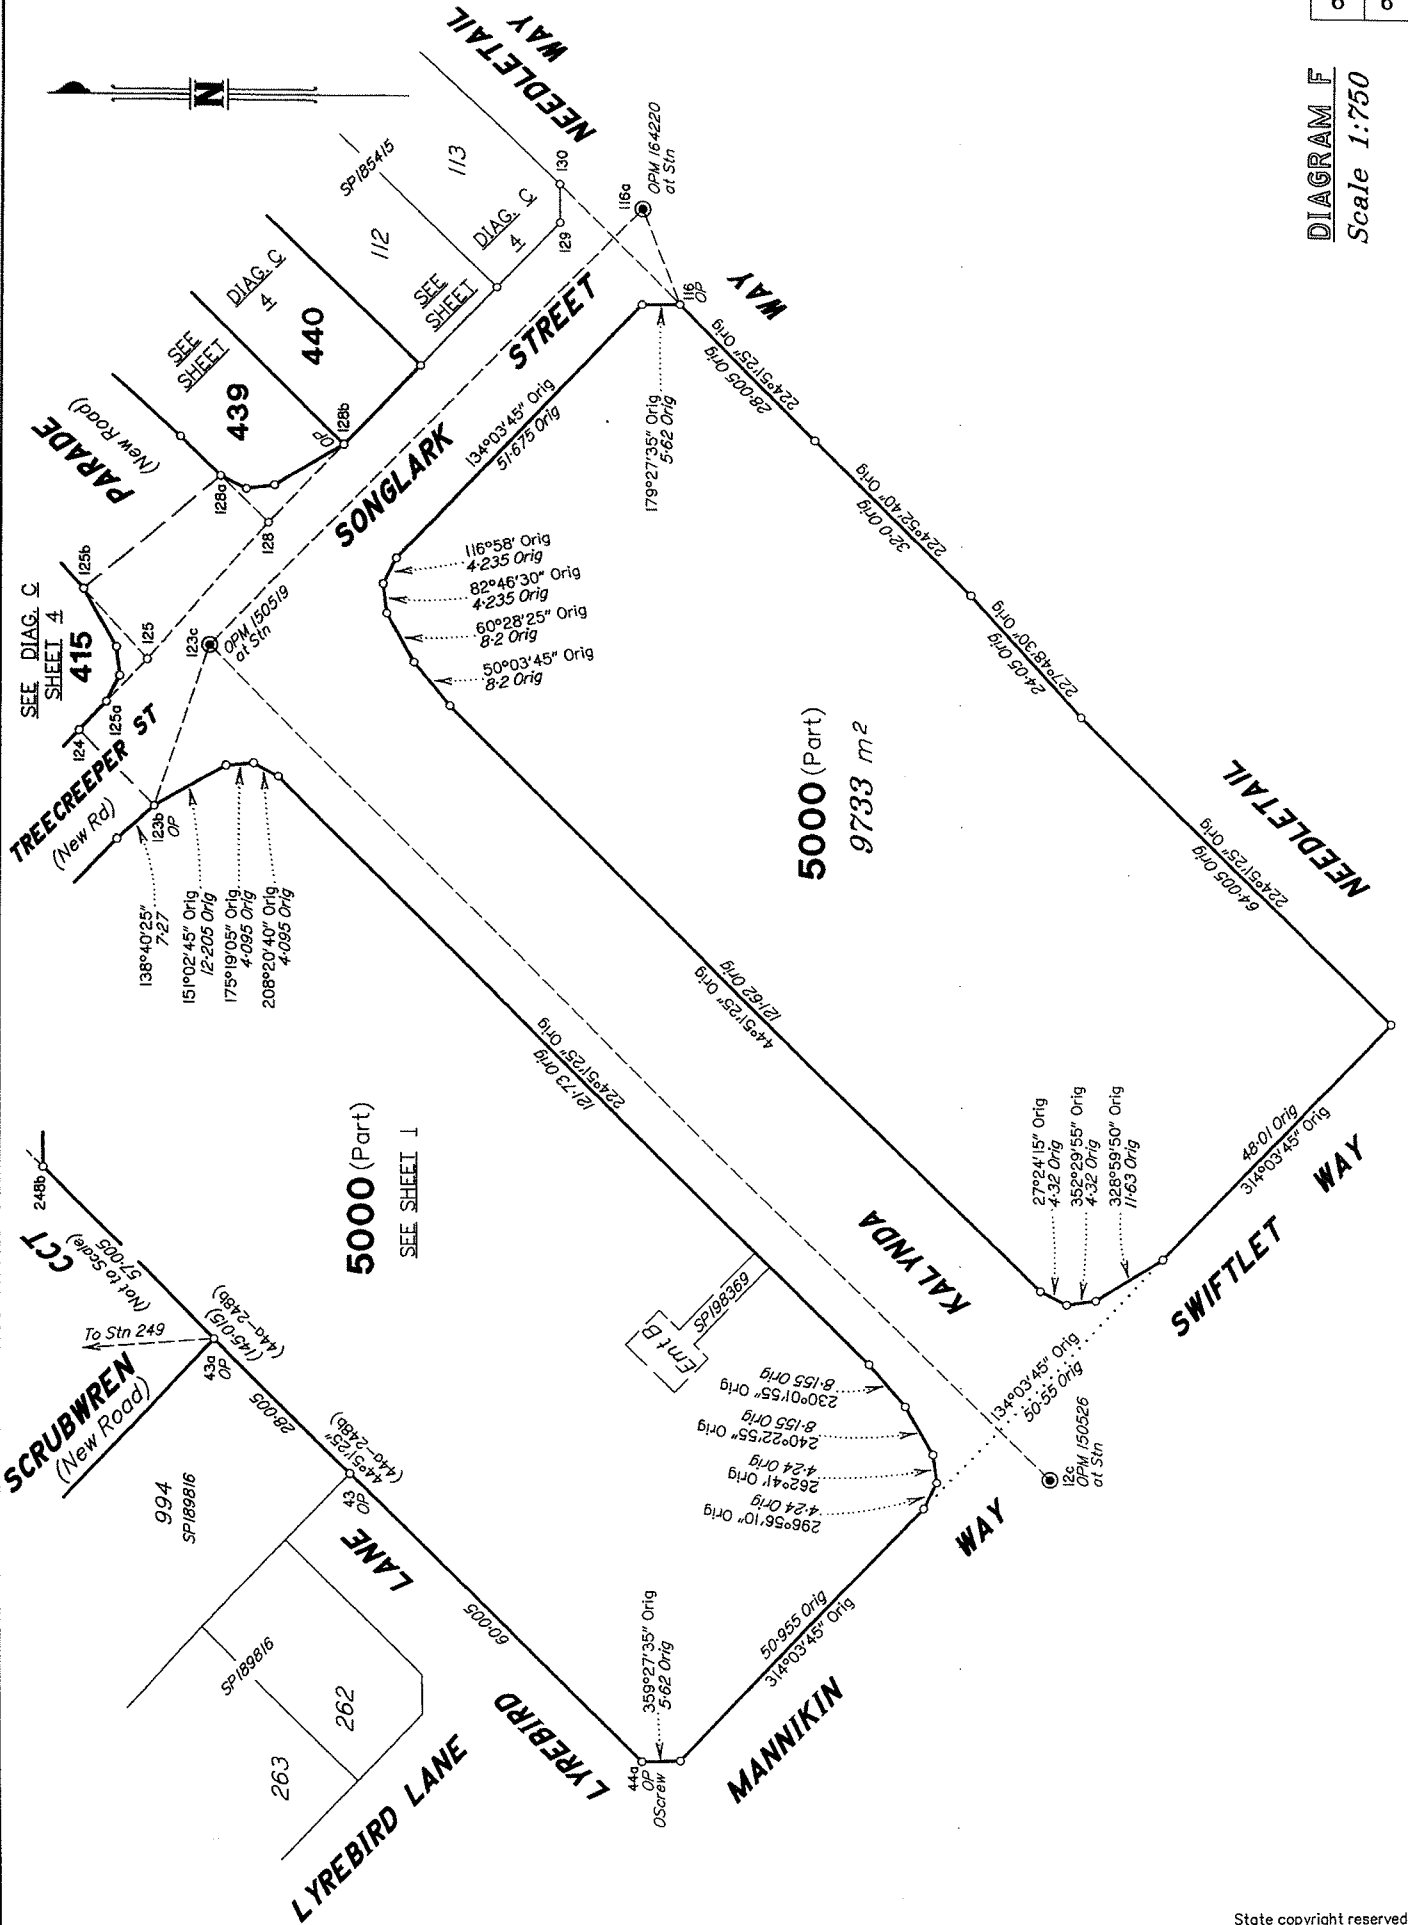 6
6
DIAGRAM F
Scale 1:750
N
NEEDLETAIL
WAY
SP185415
113
112
SEE
SHEET
DIAG. C
4
129
130
116a
OPM 164220
at Stn
116
OP
WAY
SEE
SHEET
DIAG. C
4
440
439
PARADE
(New Road)
128a
128
OP
128b
SONGLARK
STREET
SEE DIAG. C
SHEET 4
415
125b
125
125a
124
TREECREEPER ST
(New Rd)
123c
OPM 150519
at Stn
123b
OP
138°40'25"
7·27
151°02'45" Orig
12·205 Orig
175°19'05" Orig
4·095 Orig
208°20'40" Orig
4·095 Orig
134°03'45" Orig
51·675 Orig
179°27'35" Orig
5·62 Orig
116°58' Orig
4·235 Orig
82°46'30" Orig
4·235 Orig
60°28'25" Orig
8·2 Orig
50°03'45" Orig
8·2 Orig
224°51'25" Orig
28·005 Orig
224°52'40" Orig
32·0 Orig
227°48'30" Orig
24·05 Orig
224°51'25" Orig
64·005 Orig
NEEDLETAIL
5000 (Part)
9733 m²
44°51'25" Orig
121·62 Orig
224°51'25" Orig
121·73 Orig
5000 (Part)
SEE SHEET 1
248b
CCT
(Not to Scale)
57·005
To Stn 249
SCRUBWREN
(New Road)
43a
OP
(145·015)
(44a-248b)
28·005
994
SP189816
43
OP
44°51'25"
(44a-248b)
LANE
60·005
LYREBIRD
SP189816
262
263
LYREBIRD LANE
44a
OP
OScrew
359°27'35" Orig
5·62 Orig
50·955 Orig
314°03'45" Orig
MANNIKIN
WAY
Emt B
SP198369
230°01'55" Orig
8·155 Orig
240°22'55" Orig
8·155 Orig
262°41' Orig
4·24 Orig
296°56'10" Orig
4·24 Orig
KALYNDA
27°24'15" Orig
4·32 Orig
352°29'55" Orig
4·32 Orig
328°59'50" Orig
11·63 Orig
48·01 Orig
314°03'45" Orig
SWIFTLET
WAY
134°03'45" Orig
50·55 Orig
12c
OPM 150526
at Stn
State copyright reserved